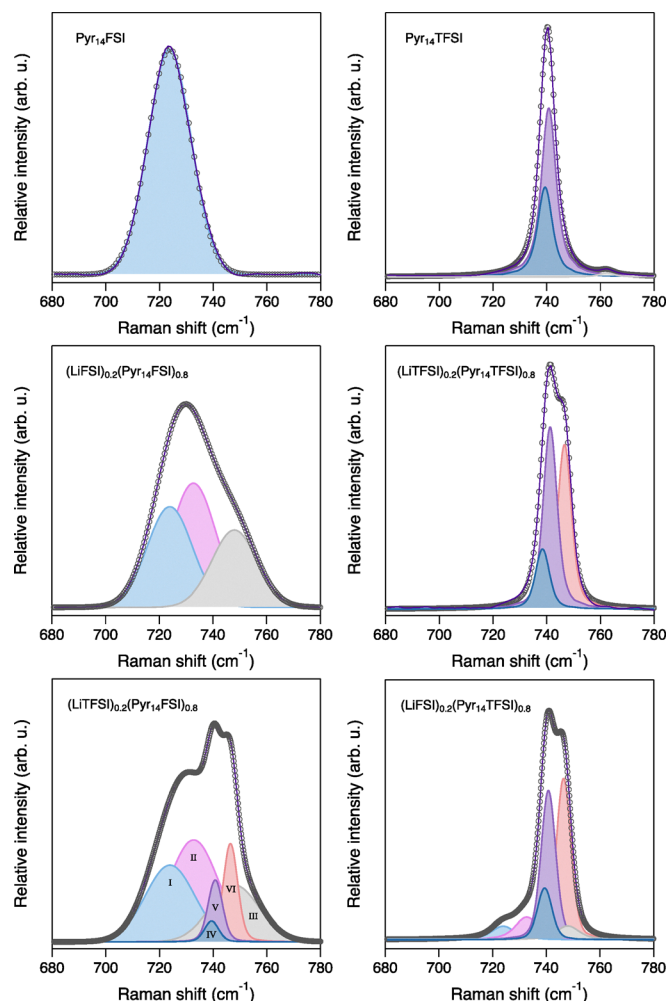 Pyr₁₄FSI
Relative intensity (arb. u.)
680 700 720 740 760 780
Raman shift (cm⁻¹)
Pyr₁₄TFSI
Relative intensity (arb. u.)
680 700 720 740 760 780
Raman shift (cm⁻¹)
(LiFSI)₀.₂(Pyr₁₄FSI)₀.₈
Relative intensity (arb. u.)
680 700 720 740 760 780
Raman shift (cm⁻¹)
(LiTFSI)₀.₂(Pyr₁₄TFSI)₀.₈
Relative intensity (arb. u.)
680 700 720 740 760 780
Raman shift (cm⁻¹)
(LiTFSI)₀.₂(Pyr₁₄FSI)₀.₈
Relative intensity (arb. u.)
I II III IV V VI
680 700 720 740 760 780
Raman shift (cm⁻¹)
(LiFSI)₀.₂(Pyr₁₄TFSI)₀.₈
Relative intensity (arb. u.)
680 700 720 740 760 780
Raman shift (cm⁻¹)